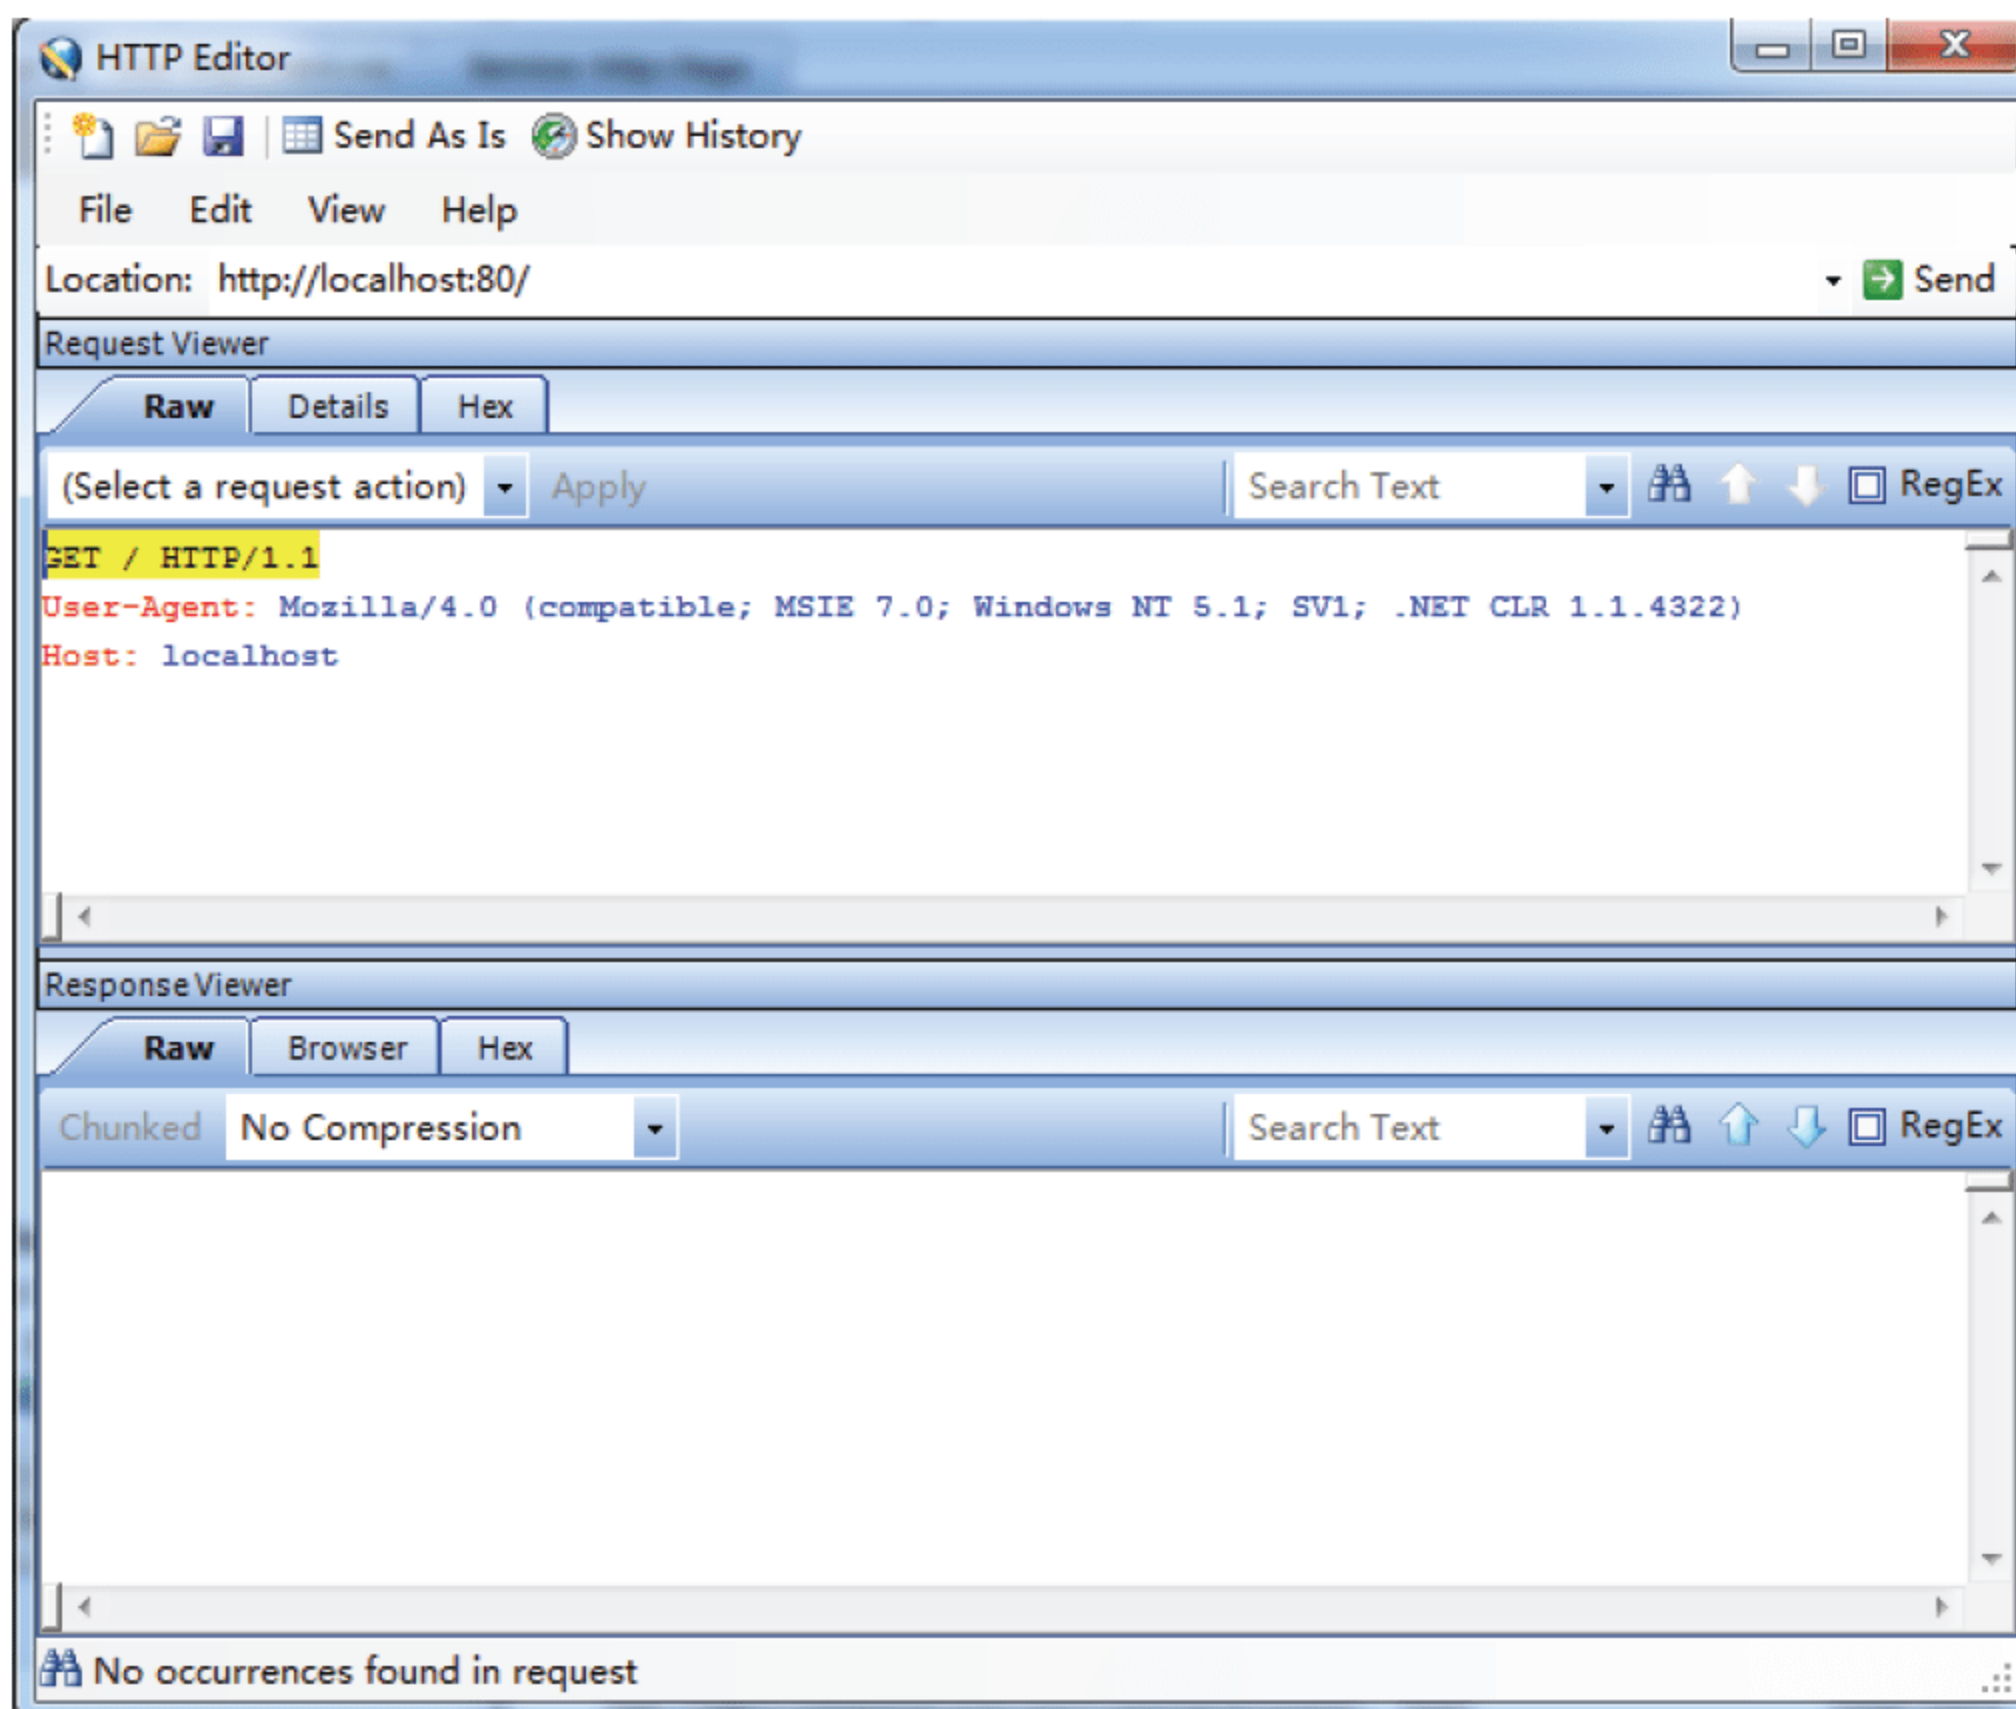 HTTP Editor
Send As Is Show History
File Edit View Help
Location: http://localhost:80/ Send
Request Viewer
Raw Details Hex
(Select a request action) Apply Search Text RegEx
GET / HTTP/1.1
User-Agent: Mozilla/4.0 (compatible; MSIE 7.0; Windows NT 5.1; SV1; .NET CLR 1.1.4322)
Host: localhost
Response Viewer
Raw Browser Hex
Chunked No Compression Search Text RegEx
No occurrences found in request